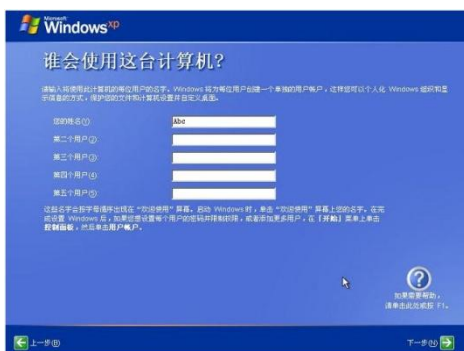 Microsoft
Windows xp
谁会使用这台计算机?
请输入将使用此计算机的每位用户的名字。Windows 将为每位用户创建一个单独的用户帐户，这样您可以个人化 Windows 组织和显
示信息的方式，保护您的文件和计算机设置并自定义桌面。
您的姓名(Y)
Abc
第二个用户(2)
第三个用户(3)
第四个用户(4)
第五个用户(5)
这些名字会按字母顺序出现在“欢迎使用”屏幕。启动 Windows 时，单击“欢迎使用”屏幕上您的名字。在完
成设置 Windows 后，如果您想设置每个用户的密码并限制权限，或者添加更多用户，在「开始」菜单上单击
控制面板，然后单击用户帐户。
如果需要帮助，
请单击此处或按 F1。
上一步(B)
下一步(N)